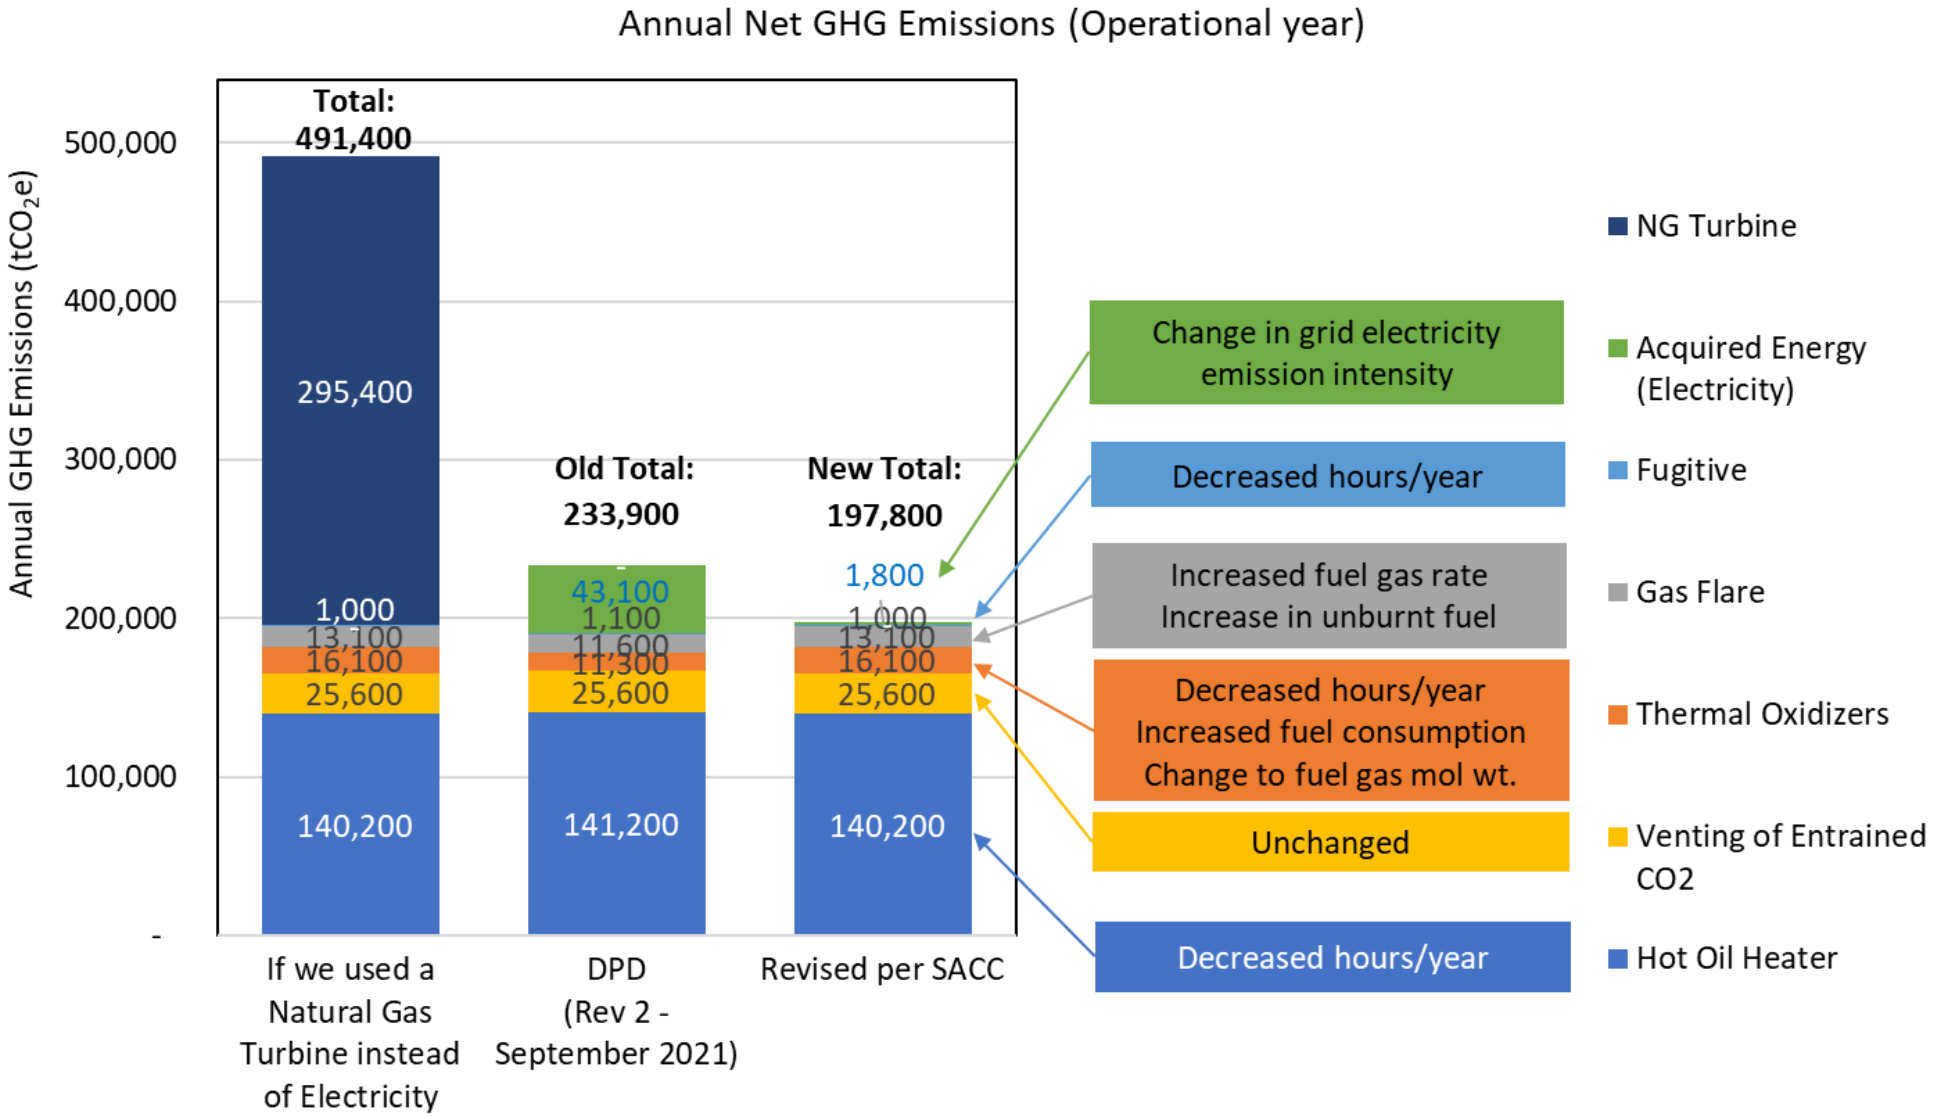 Annual Net GHG Emissions (Operational year)
Annual GHG Emissions (tCO2e)
500,000
400,000
300,000
200,000
100,000
-
Total:
491,400
295,400
1,000
-
13,100
16,100
25,600
140,200
Old Total:
233,900
-
43,100
1,100
11,600
11,300
25,600
141,200
New Total:
197,800
1,800
1,000
-
13,100
16,100
25,600
140,200
If we used a
Natural Gas
Turbine instead
of Electricity
DPD
(Rev 2 -
September 2021)
Revised per SACC
Change in grid electricity
emission intensity
Decreased hours/year
Increased fuel gas rate
Increase in unburnt fuel
Decreased hours/year
Increased fuel consumption
Change to fuel gas mol wt.
Unchanged
Decreased hours/year
NG Turbine
Acquired Energy
(Electricity)
Fugitive
Gas Flare
Thermal Oxidizers
Venting of Entrained
CO2
Hot Oil Heater